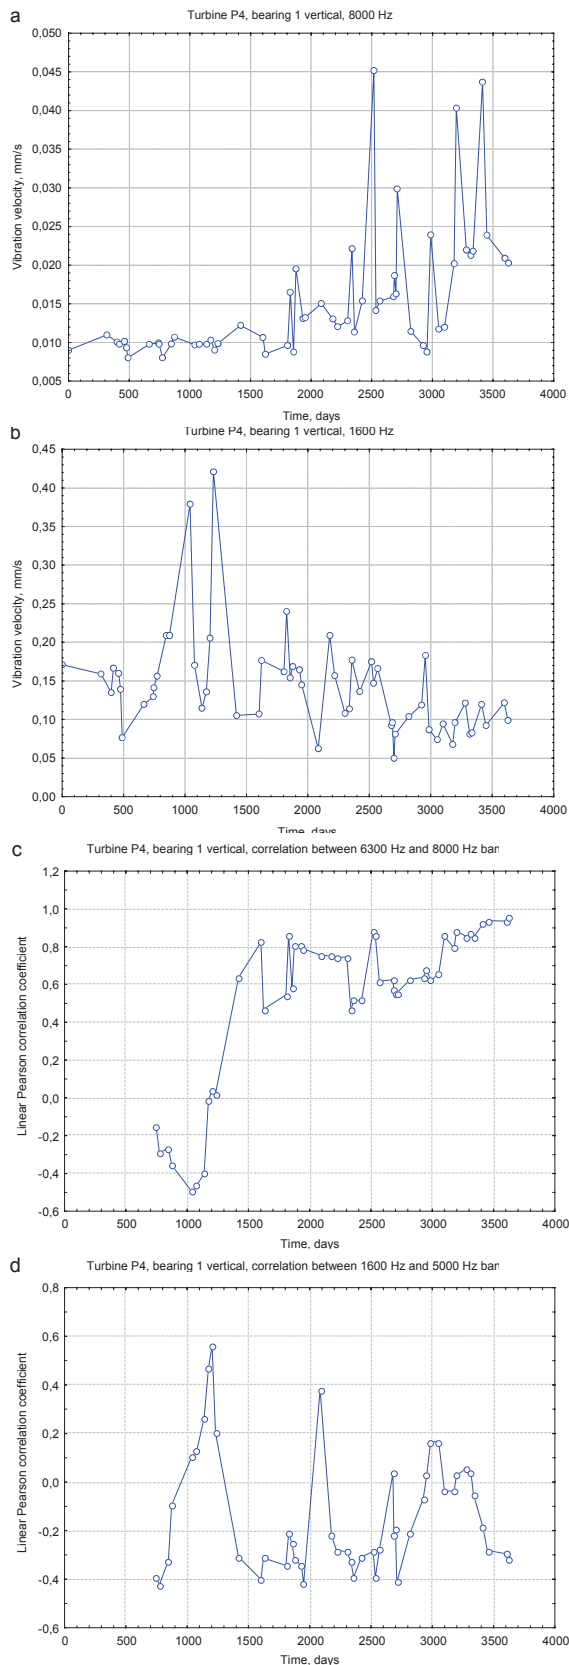 a
Turbine P4, bearing 1 vertical, 8000 Hz
Vibration velocity, mm/s
0,050
0,045
0,040
0,035
0,030
0,025
0,020
0,015
0,010
0,005
0 500 1000 1500 2000 2500 3000 3500 4000
Time, days
b
Turbine P4, bearing 1 vertical, 1600 Hz
Vibration velocity, mm/s
0,45
0,40
0,35
0,30
0,25
0,20
0,15
0,10
0,05
0,00
0 500 1000 1500 2000 2500 3000 3500 4000
Time, days
c
Turbine P4, bearing 1 vertical, correlation between 6300 Hz and 8000 Hz ban
Linear Pearson correlation coefficient
1,2
1,0
0,8
0,6
0,4
0,2
0,0
-0,2
-0,4
-0,6
0 500 1000 1500 2000 2500 3000 3500 4000
Time, days
d
Turbine P4, bearing 1 vertical, correlation between 1600 Hz and 5000 Hz ban
Linear Pearson correlation coefficient
0,8
0,6
0,4
0,2
0,0
-0,2
-0,4
-0,6
0 500 1000 1500 2000 2500 3000 3500 4000
Time, days